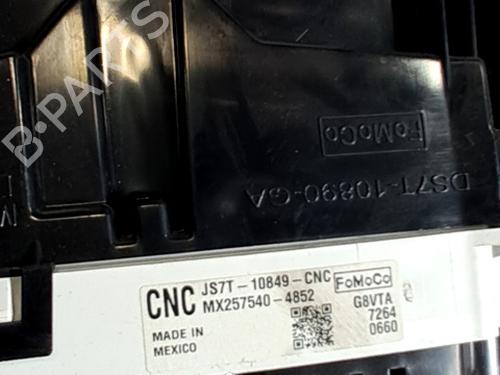 B-PARTS
FoMoCo
DS7T-10890-GA
CNC JS7T-10849-CNC FoMoCo
MX257540-4852 G8VTA
7264
MADE IN 0660
MEXICO